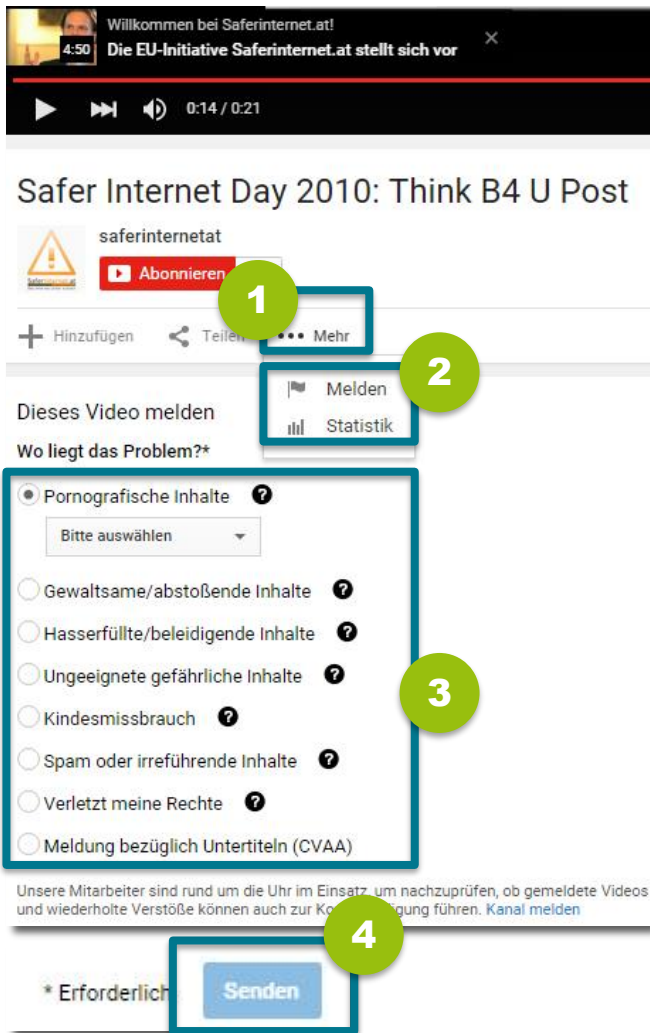 Willkommen bei Saferinternet.at!
4:50 Die EU-Initiative Saferinternet.at stellt sich vor
0:14 / 0:21
Safer Internet Day 2010: Think B4 U Post
saferinternetat
Abonnieren
1
Hinzufügen Teilen ••• Mehr
2
Melden
Statistik
Dieses Video melden
Wo liegt das Problem?*
Pornografische Inhalte ?
Bitte auswählen
Gewaltsame/abstoßende Inhalte ?
Hasserfüllte/beleidigende Inhalte ?
Ungeeignete gefährliche Inhalte ?
3
Kindesmissbrauch ?
Spam oder irreführende Inhalte ?
Verletzt meine Rechte ?
Meldung bezüglich Untertiteln (CVAA)
Unsere Mitarbeiter sind rund um die Uhr im Einsatz, um nachzuprüfen, ob gemeldete Videos
und wiederholte Verstöße können auch zur führen. Kanal melden
4
* Erforderlich
Senden